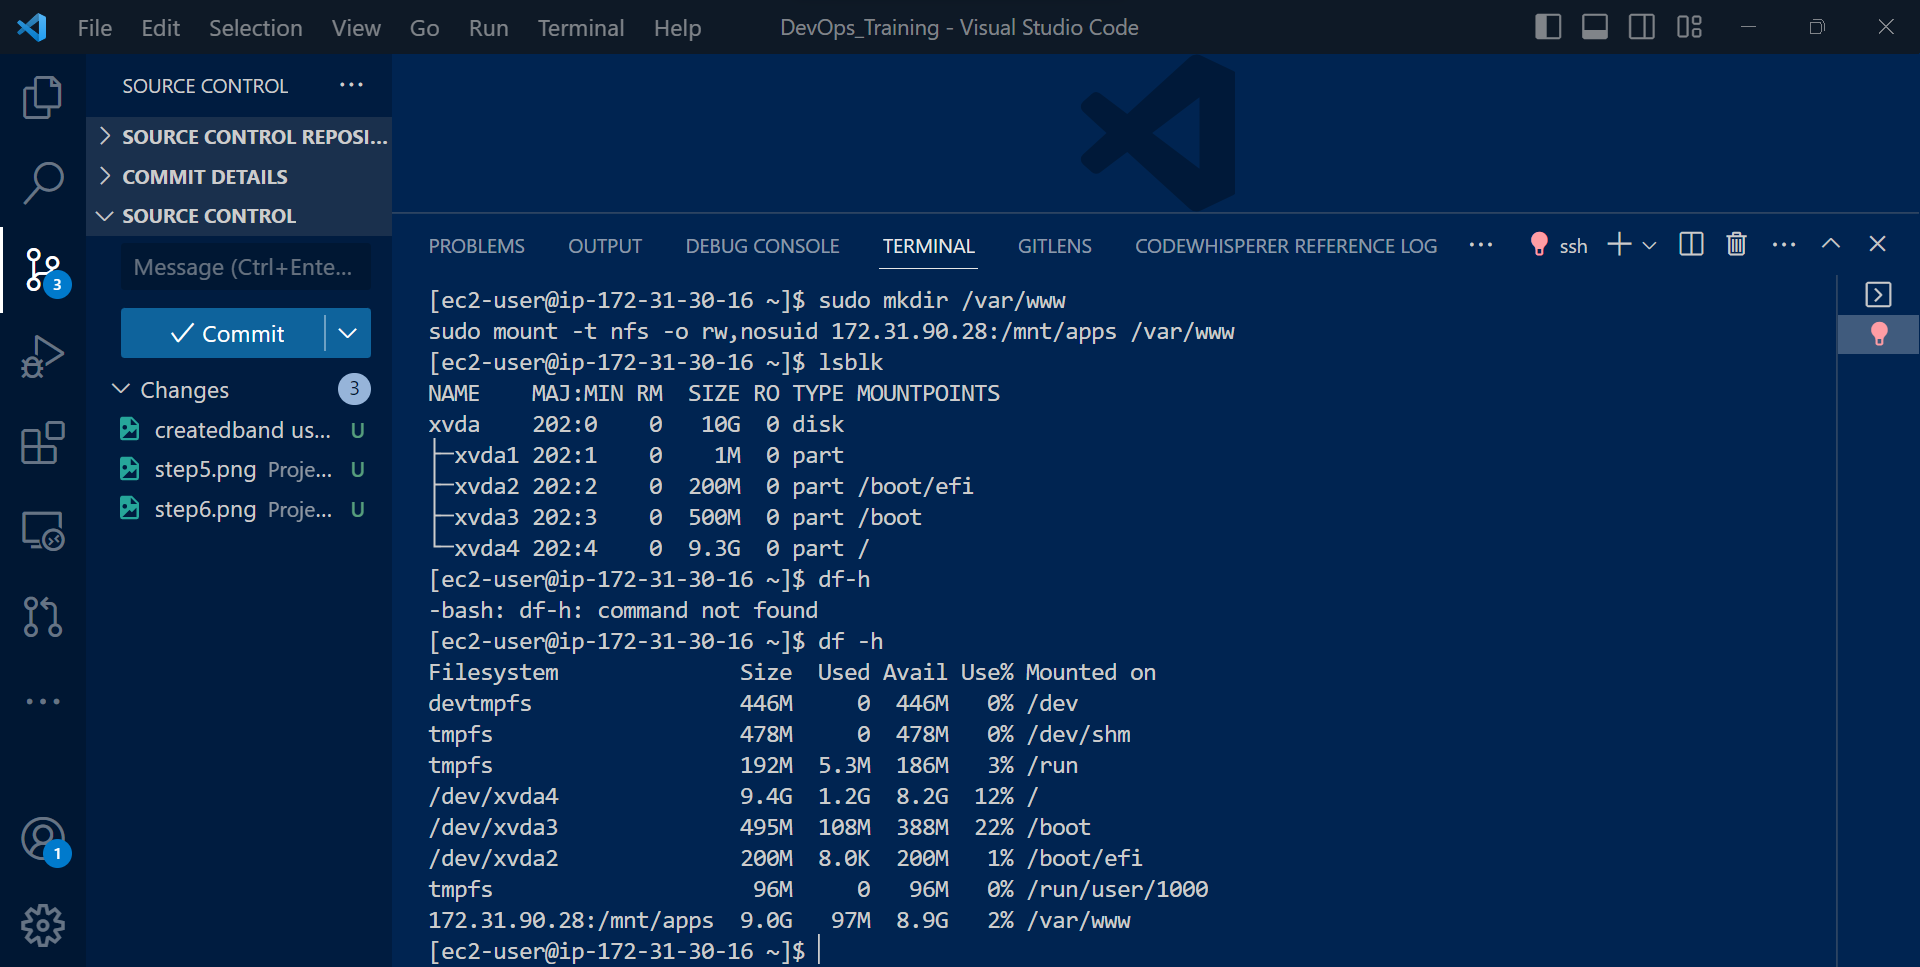 File Edit Selection View Go Run Terminal Help DevOps_Training - Visual Studio Code
SOURCE CONTROL ...
SOURCE CONTROL REPOSI...
COMMIT DETAILS
SOURCE CONTROL
Message (Ctrl+Ente...
Commit
Changes 3
createdband us... U
step5.png Proje... U
step6.png Proje... U
3
1
PROBLEMS OUTPUT DEBUG CONSOLE TERMINAL GITLENS CODEWHISPERER REFERENCE LOG ... ssh
[ec2-user@ip-172-31-30-16 ~]$ sudo mkdir /var/www
sudo mount -t nfs -o rw,nosuid 172.31.90.28:/mnt/apps /var/www
[ec2-user@ip-172-31-30-16 ~]$ lsblk
NAME    MAJ:MIN RM  SIZE RO TYPE MOUNTPOINTS
xvda    202:0    0   10G  0 disk
├─xvda1 202:1    0    1M  0 part
├─xvda2 202:2    0  200M  0 part /boot/efi
├─xvda3 202:3    0  500M  0 part /boot
└─xvda4 202:4    0  9.3G  0 part /
[ec2-user@ip-172-31-30-16 ~]$ df-h
-bash: df-h: command not found
[ec2-user@ip-172-31-30-16 ~]$ df -h
Filesystem              Size  Used Avail Use% Mounted on
devtmpfs                446M     0  446M   0% /dev
tmpfs                   478M     0  478M   0% /dev/shm
tmpfs                   192M  5.3M  186M   3% /run
/dev/xvda4              9.4G  1.2G  8.2G  12% /
/dev/xvda3              495M  108M  388M  22% /boot
/dev/xvda2              200M  8.0K  200M   1% /boot/efi
tmpfs                    96M     0   96M   0% /run/user/1000
172.31.90.28:/mnt/apps  9.0G   97M  8.9G   2% /var/www
[ec2-user@ip-172-31-30-16 ~]$